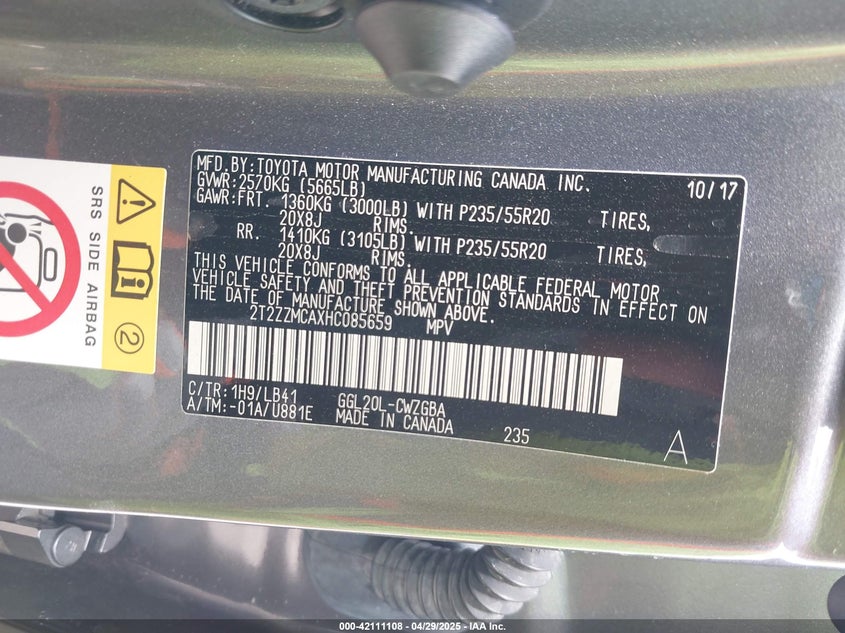 MFD.BY:TOYOTA MOTOR MANUFACTURING CANADA INC. 10/17
GVWR:2570KG (5665LB)
GAWR:FRT. 1360KG (3000LB) WITH P235/55R20 TIRES,
20X8J RIMS.
RR. 1410KG (3105LB) WITH P235/55R20 TIRES,
20X8J RIMS.
THIS VEHICLE CONFORMS TO ALL APPLICABLE FEDERAL MOTOR
VEHICLE SAFETY AND THEFT PREVENTION STANDARDS IN EFFECT ON
THE DATE OF MANUFACTURE SHOWN ABOVE.
2T2ZZMCAXHC085659 MPV
C/TR:1H9/LB41 GGL20L-CWZGBA
A/TM:-01A/U881E MADE IN CANADA
235
A
SRS SIDE AIRBAG
2
000-42111108 - 04/29/2025 - IAA Inc.